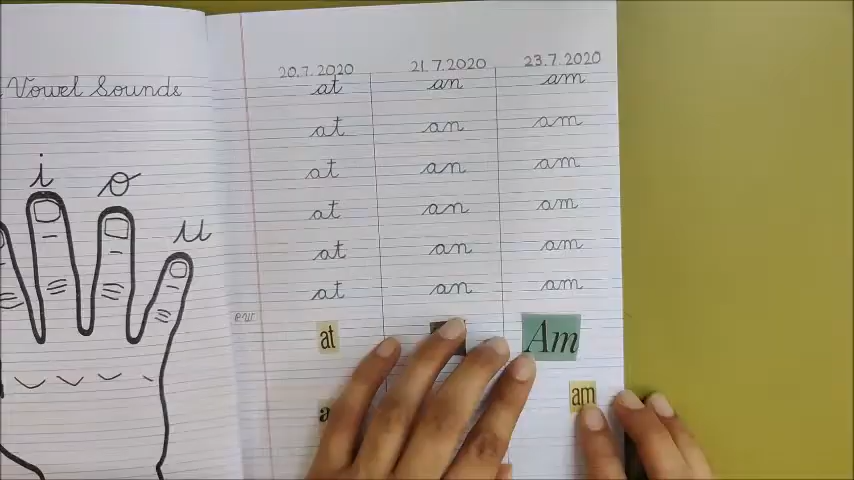 Vowel Sounds
i o u
20.7.2020 21.7.2020 23.7.2020
at an am
at an am
at an am
at an am
at an am
at an am
ew
at Am
am